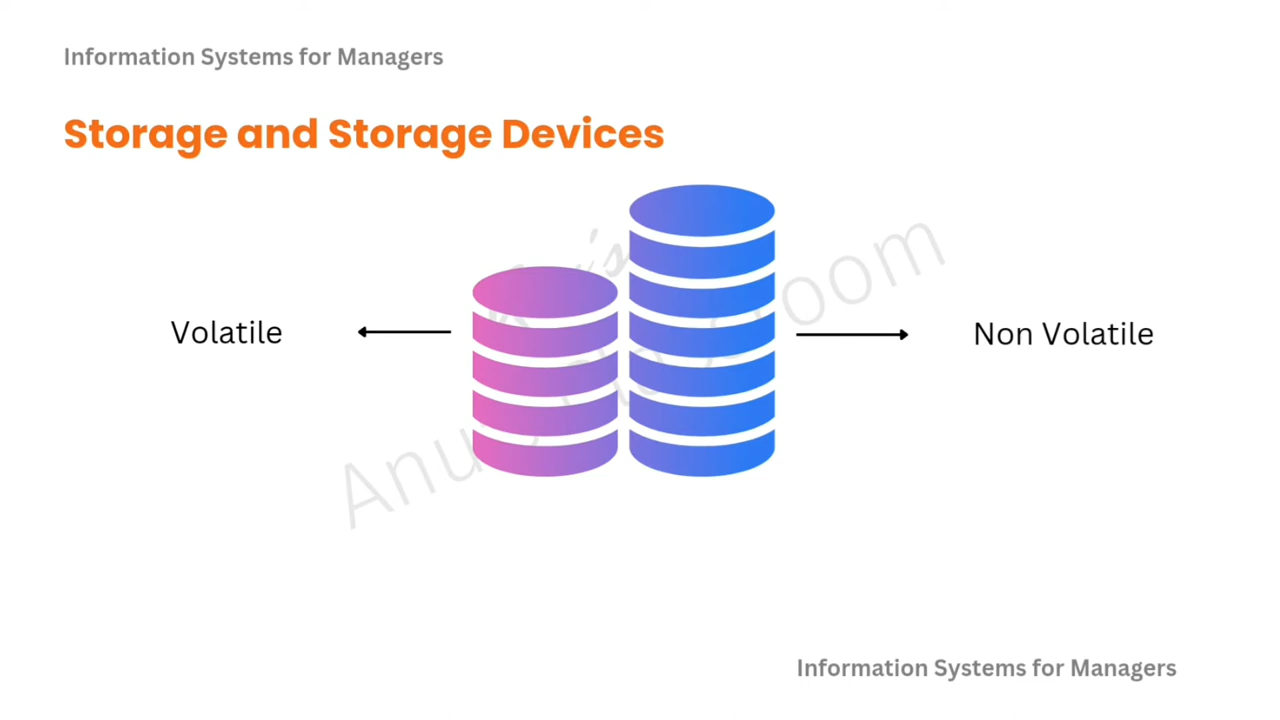 Information Systems for Managers
Storage and Storage Devices
Volatile
Non Volatile
Information Systems for Managers